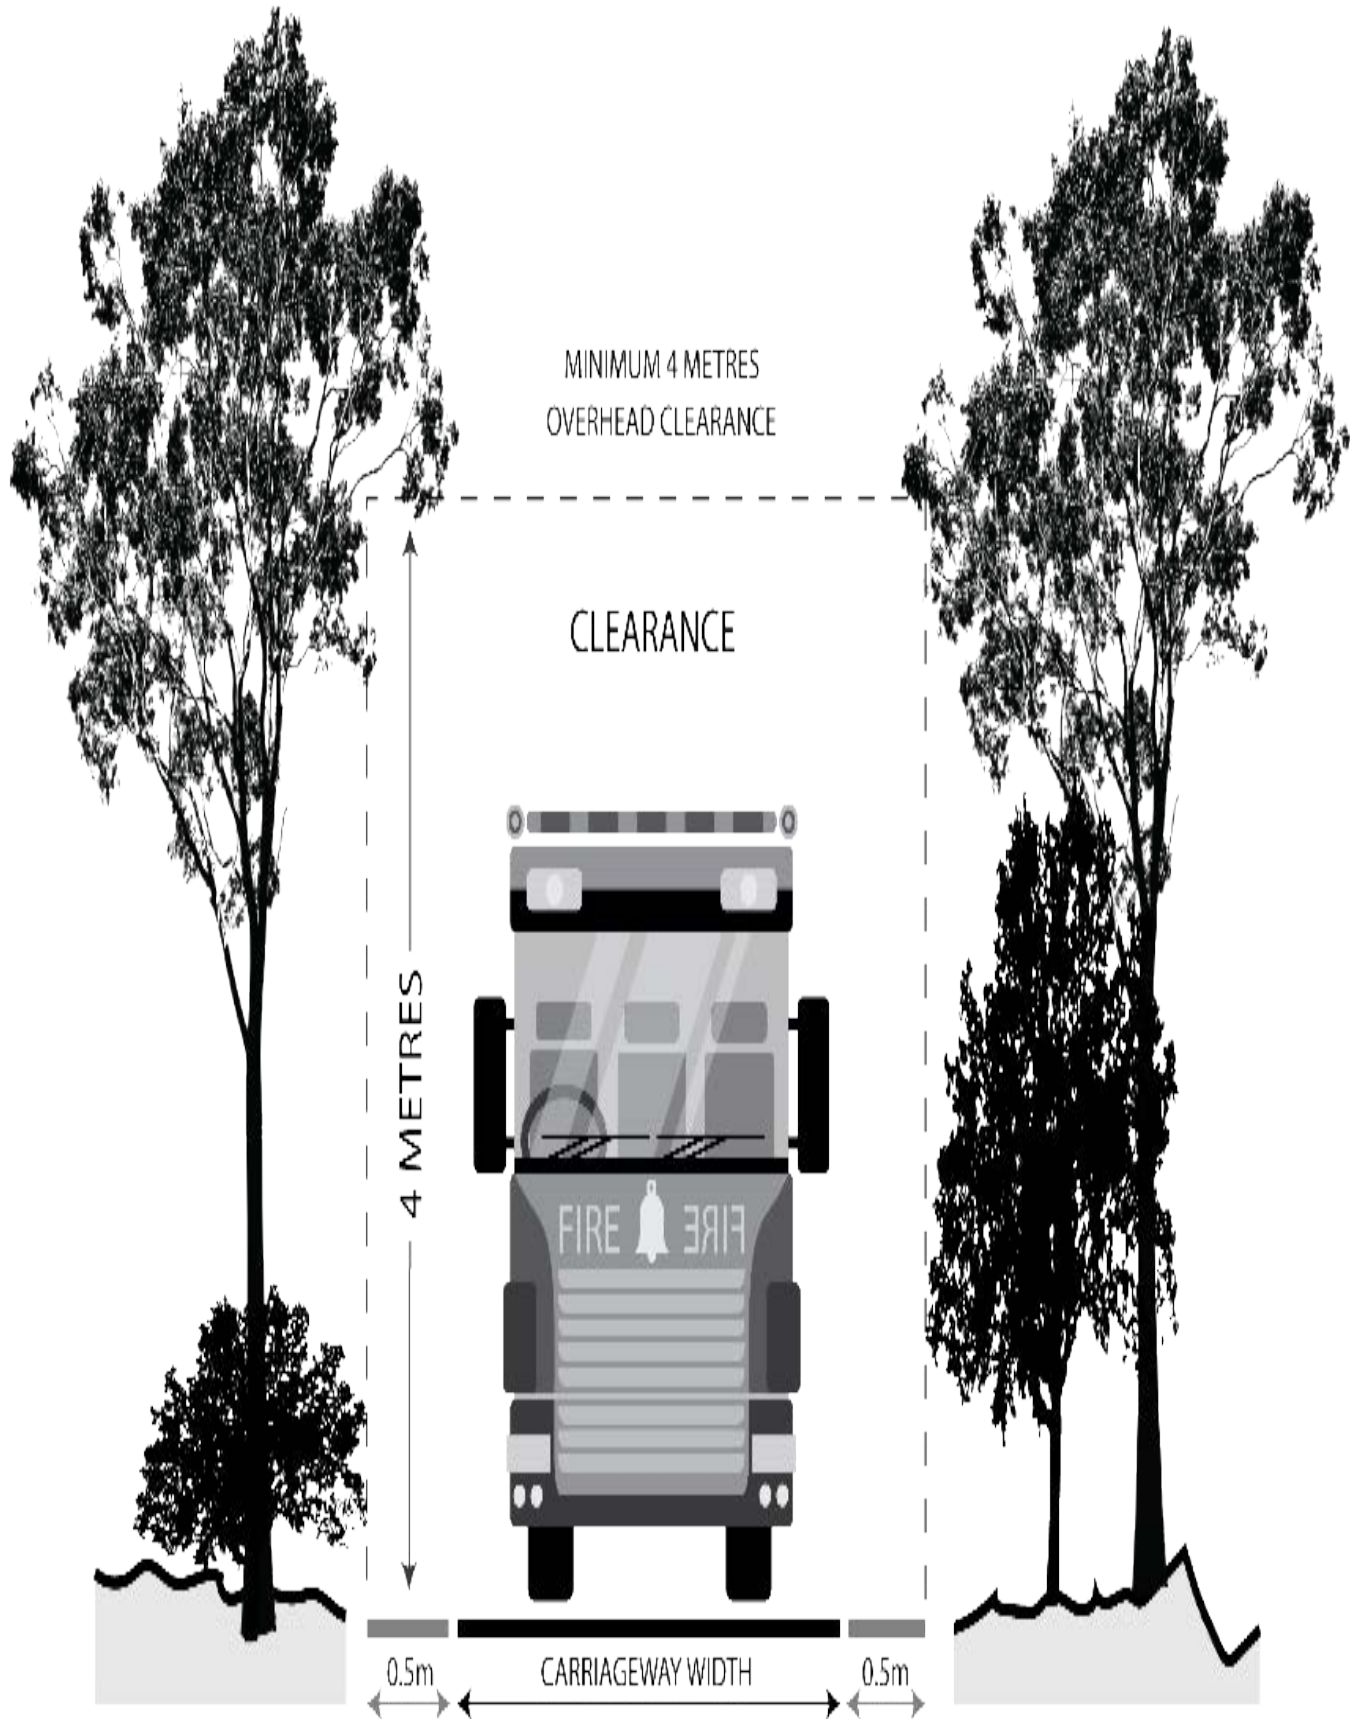 MINIMUM 4 METRES
OVERHEAD CLEARANCE
CLEARANCE
4 METRES
FIRE FIRE
0.5m CARRIAGEWAY WIDTH 0.5m